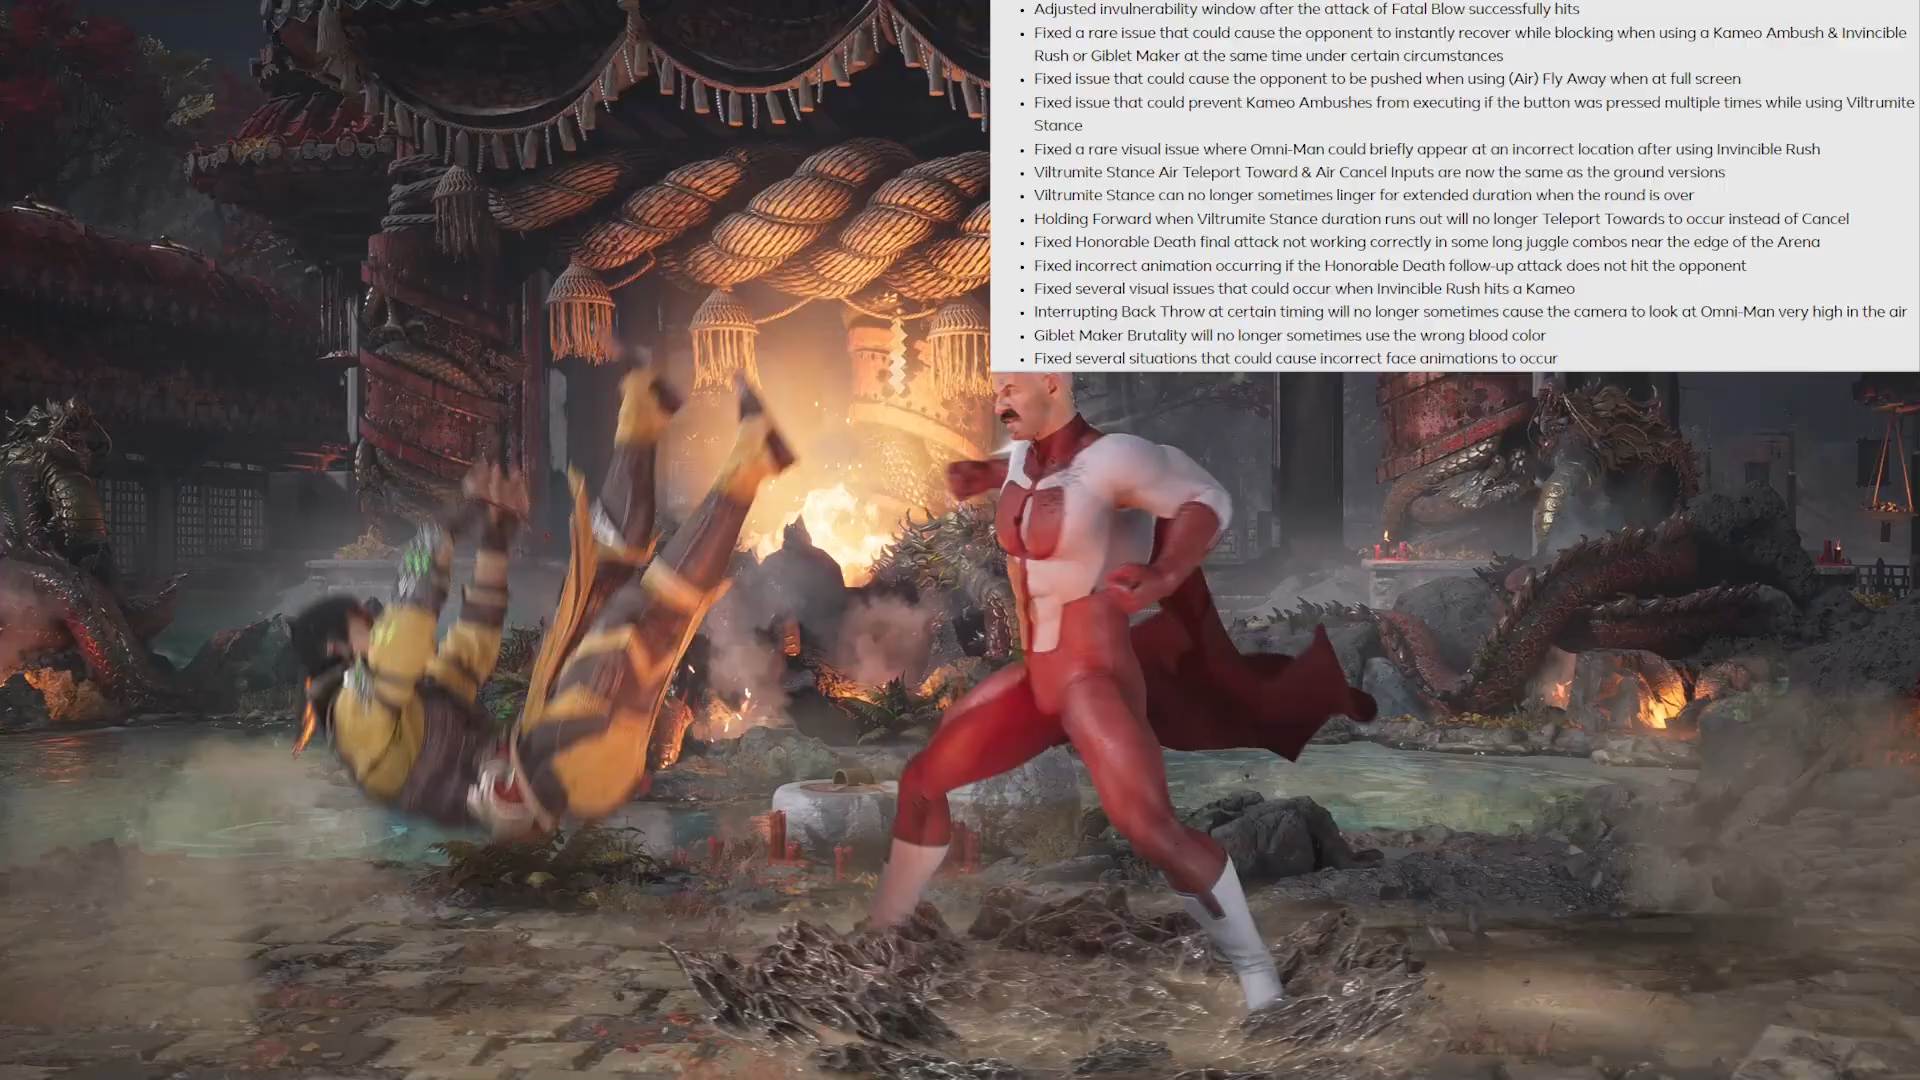 • Adjusted invulnerability window after the attack of Fatal Blow successfully hits
• Fixed a rare issue that could cause the opponent to instantly recover while blocking when using a Kameo Ambush & Invincible
Rush or Giblet Maker at the same time under certain circumstances
• Fixed issue that could cause the opponent to be pushed when using (Air) Fly Away when at full screen
• Fixed issue that could prevent Kameo Ambushes from executing if the button was pressed multiple times while using Viltrumite
Stance
• Fixed a rare visual issue where Omni-Man could briefly appear at an incorrect location after using Invincible Rush
• Viltrumite Stance Air Teleport Toward & Air Cancel Inputs are now the same as the ground versions
• Viltrumite Stance can no longer sometimes linger for extended duration when the round is over
• Holding Forward when Viltrumite Stance duration runs out will no longer Teleport Towards to occur instead of Cancel
• Fixed Honorable Death final attack not working correctly in some long juggle combos near the edge of the Arena
• Fixed incorrect animation occurring if the Honorable Death follow-up attack does not hit the opponent
• Fixed several visual issues that could occur when Invincible Rush hits a Kameo
• Interrupting Back Throw at certain timing will no longer sometimes cause the camera to look at Omni-Man very high in the air
• Giblet Maker Brutality will no longer sometimes use the wrong blood color
• Fixed several situations that could cause incorrect face animations to occur